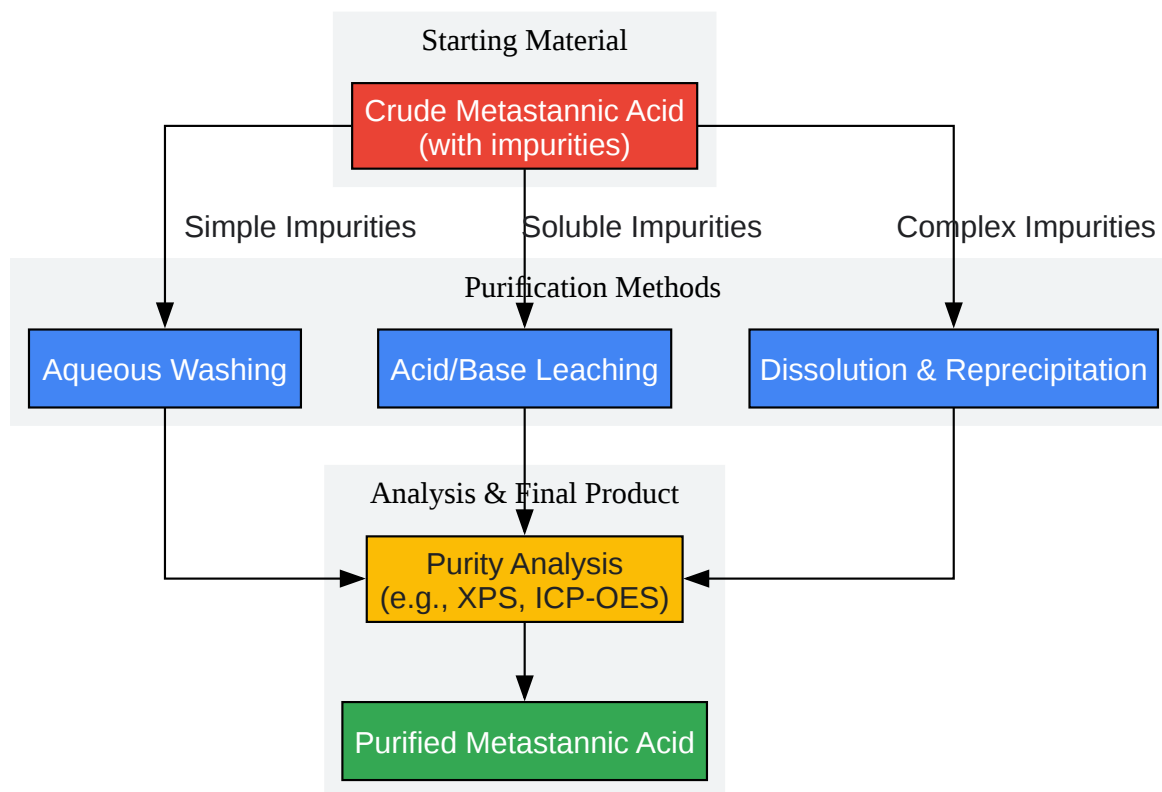 Starting Material
Crude Metastannic Acid
(with impurities)
Simple Impurities
Soluble Impurities
Complex Impurities
Purification Methods
Aqueous Washing
Acid/Base Leaching
Dissolution & Reprecipitation
Analysis & Final Product
Purity Analysis
(e.g., XPS, ICP-OES)
Purified Metastannic Acid